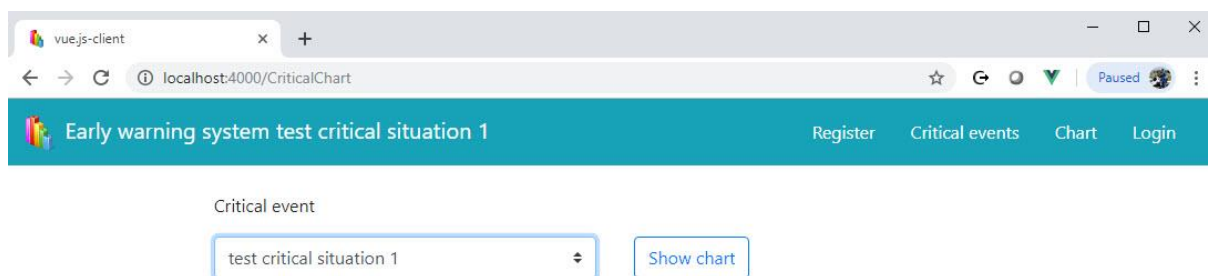 vue.js-client
localhost:4000/CriticalChart
Paused
Early warning system test critical situation 1 Register Critical events Chart Login
Critical event
test critical situation 1 Show chart